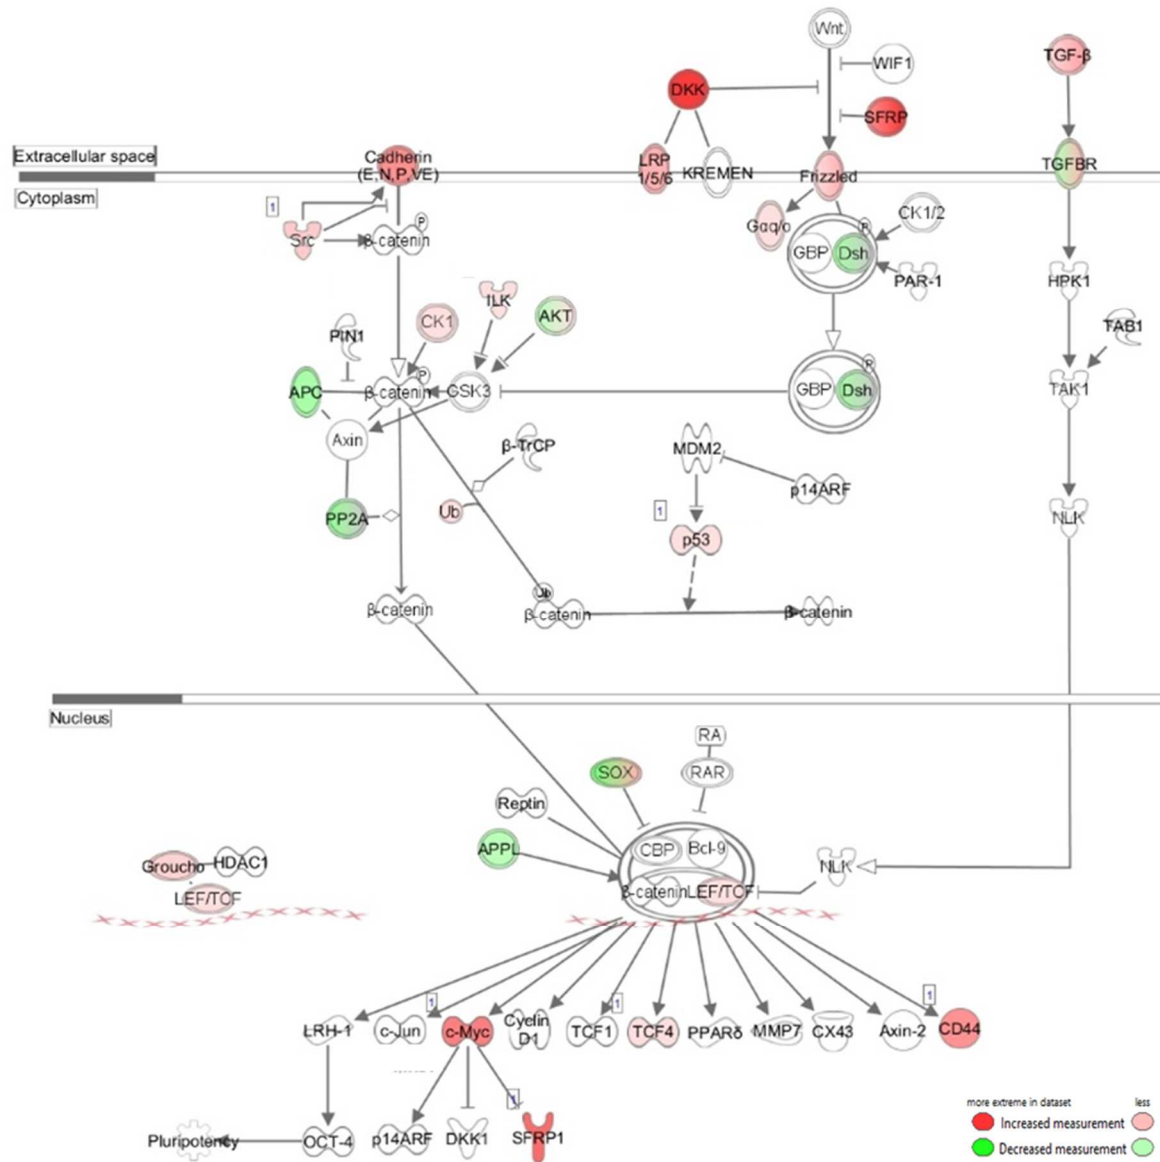 Wnt
WIF1
TGF-β
DKK
SFRP
Extracellular space
Cadherin
(E,N,P,VE)
LRP
1/5/6
KREMEN
Frizzled
TGFBR
Cytoplasm
1
Src
β-catenin
P
Gαq/o
GBP
Dsh
P
CK1/2
PAR-1
HPK1
ILK
CK1
AKT
PIN1
TAB1
APC
β-catenin
P
GSK3
GBP
Dsh
P
TAK1
Axin
β-TrCP
MDM2
p14ARF
PP2A
Ub
1
p53
NLK
β-catenin
Ub
β-catenin
β-catenin
Nucleus
RA
SOX
RAR
Reptin
APPL
CBP
Bcl-9
Groucho
HDAC1
NLK
LEF/TCF
β-catenin
LEF/TCF
1
1
1
LRH-1
c-Jun
c-Myc
Cyclin
D1
TCF1
TCF4
PPARδ
MMP7
CX43
Axin-2
CD44
1
Pluripotency
OCT-4
p14ARF
DKK1
SFRP1
more extreme in dataset
less
Increased measurement
Decreased measurement